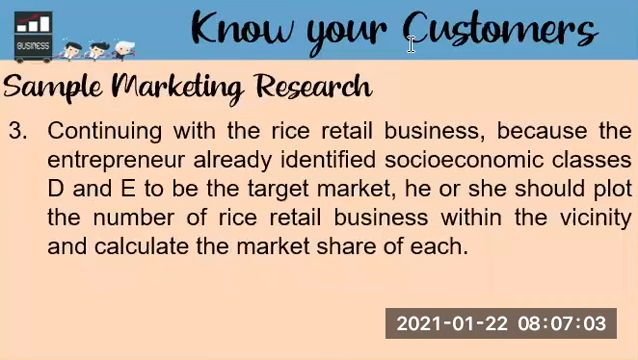 Know your Customers
BUSINESS
Sample Marketing Research
3. Continuing with the rice retail business, because the
entrepreneur already identified socioeconomic classes
D and E to be the target market, he or she should plot
the number of rice retail business within the vicinity
and calculate the market share of each.
2021-01-22 08:07:03